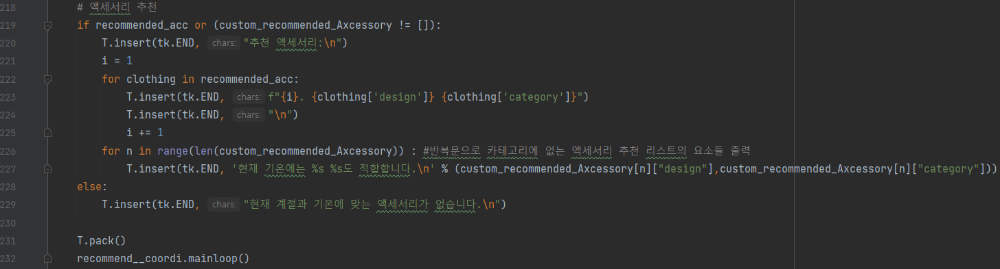 218 # 액세서리 추천
219 if recommended_acc or (custom_recommended_Axcessory != []):
220 T.insert(tk.END, chars: "추천 액세서리:\n")
221 i = 1
222 for clothing in recommended_acc:
223 T.insert(tk.END, chars: f"{i}. {clothing['design']} {clothing['category']}")
224 T.insert(tk.END, chars: "\n")
225 i += 1
226 for n in range(len(custom_recommended_Axcessory)) : #반복문으로 카테고리에 없는 액세서리 추천 리스트의 요소들 출력
227 T.insert(tk.END, '현재 기온에는 %s %s도 적합합니다.\n' % (custom_recommended_Axcessory[n]["design"],custom_recommended_Axcessory[n]["category"]))
228 else:
229 T.insert(tk.END, chars: "현재 계절과 기온에 맞는 액세서리가 없습니다.\n")
230
231 T.pack()
232 recommend__coordi.mainloop()